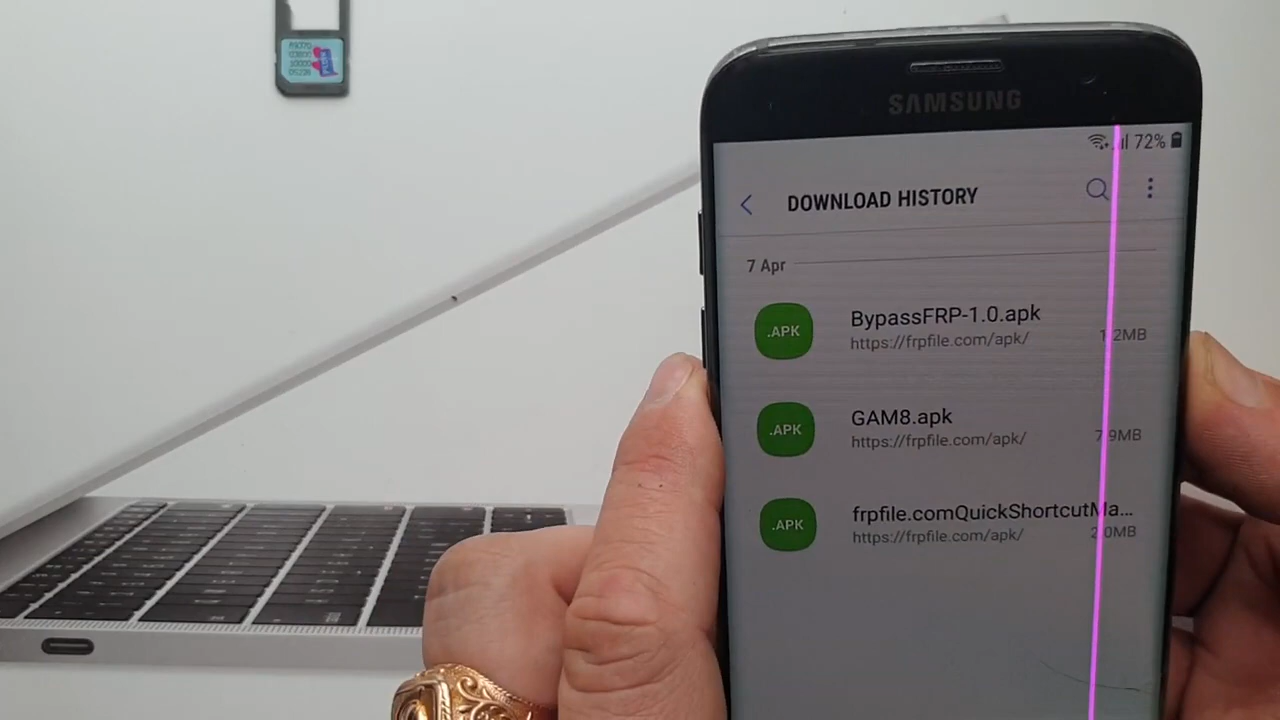 SAMSUNG
72%
DOWNLOAD HISTORY
7 Apr
.APK
BypassFRP-1.0.apk
https://frpfile.com/apk/
1.2MB
.APK
GAM8.apk
https://frpfile.com/apk/
7.9MB
.APK
frpfile.comQuickShortcutMa...
https://frpfile.com/apk/
2.0MB